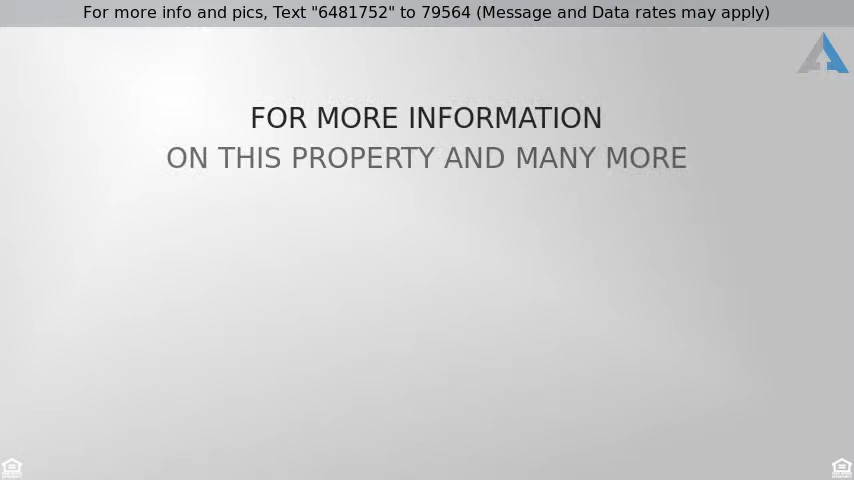 For more info and pics, Text "6481752" to 79564 (Message and Data rates may apply)
FOR MORE INFORMATION
ON THIS PROPERTY AND MANY MORE